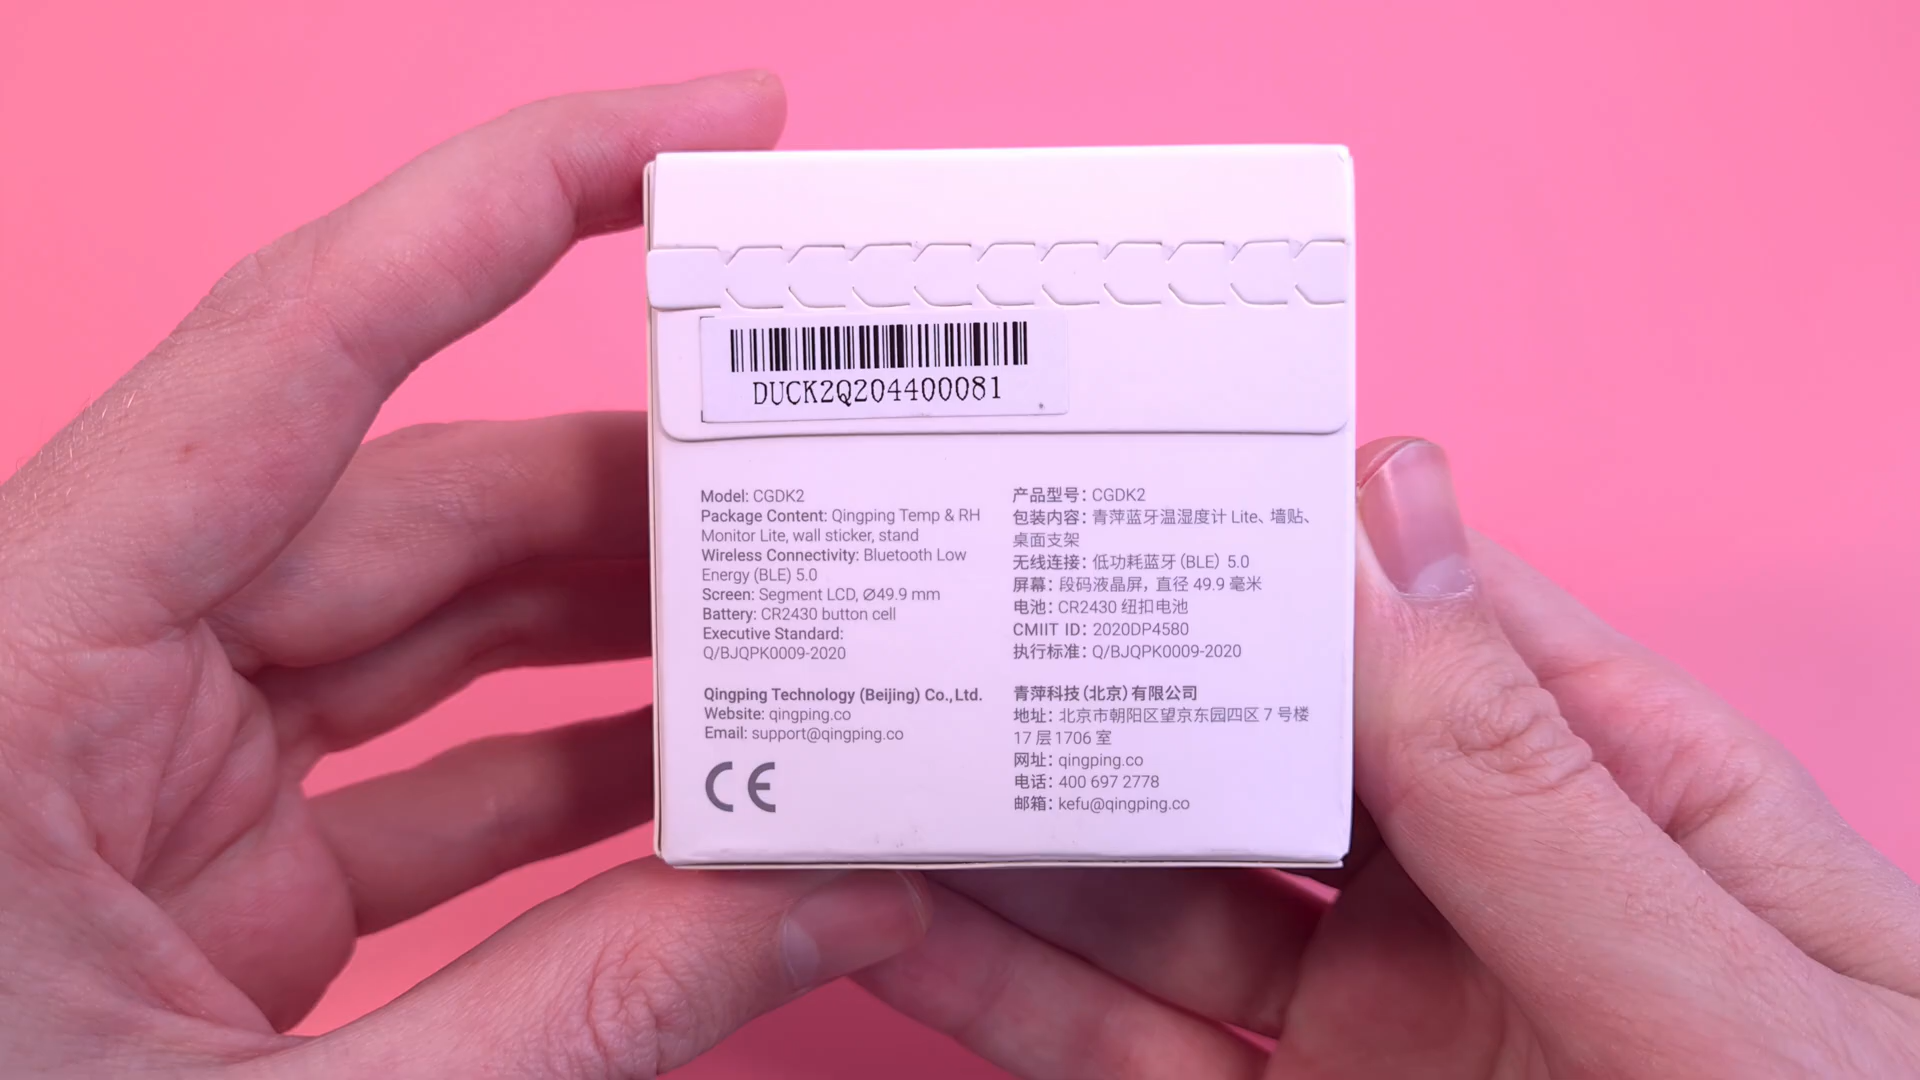 DUCK2Q204400081
Model: CGDK2
Package Content: Qingping Temp & RH
Monitor Lite, wall sticker, stand
Wireless Connectivity: Bluetooth Low
Energy (BLE) 5.0
Screen: Segment LCD, Ø49.9 mm
Battery: CR2430 button cell
Executive Standard:
Q/BJQPK0009-2020
Qingping Technology (Beijing) Co.,Ltd.
Website: qingping.co
Email: support@qingping.co
CE
产品型号：CGDK2
包装内容：青萍蓝牙温湿度计 Lite、墙贴、
桌面支架
无线连接：低功耗蓝牙（BLE） 5.0
屏幕：段码液晶屏，直径 49.9 毫米
电池：CR2430 纽扣电池
CMIIT ID：2020DP4580
执行标准：Q/BJQPK0009-2020
青萍科技（北京）有限公司
地址：北京市朝阳区望京东园四区 7 号楼
17 层 1706 室
网址：qingping.co
电话：400 697 2778
邮箱：kefu@qingping.co